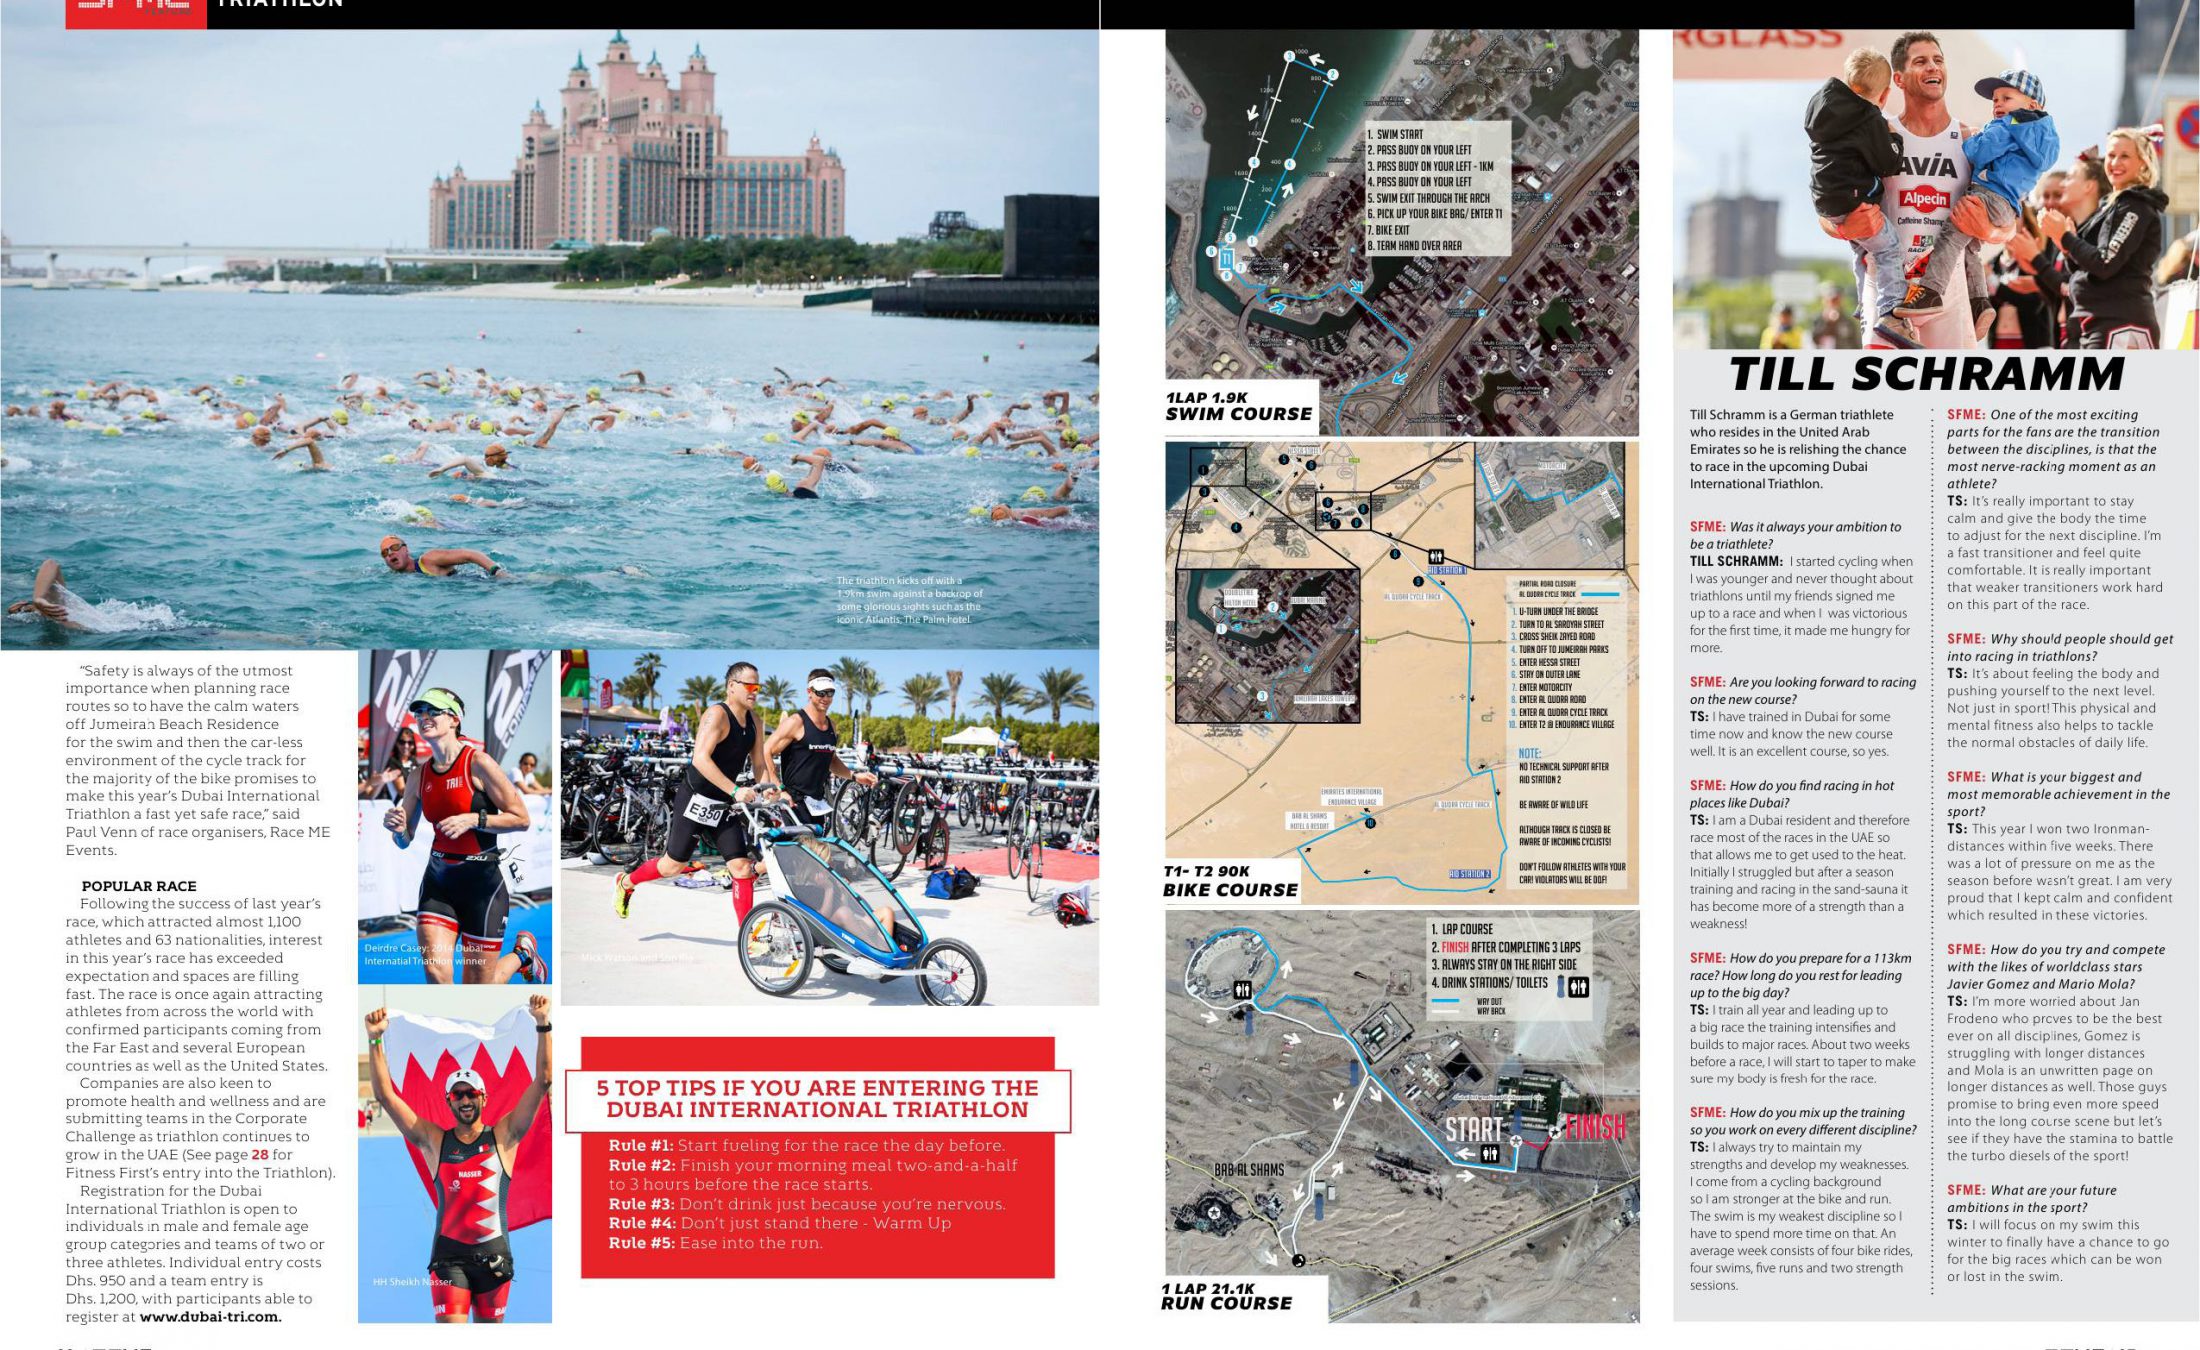 TRIATHLON
The triathlon kicks off with a
1.9km swim against a backrop of
some glorious sights such as the
iconic Atlantis, The Palm hotel.
"Safety is always of the utmost
importance when planning race
routes so to have the calm waters
off Jumeirah Beach Residence
for the swim and then the car-less
environment of the cycle track for
the majority of the bike promises to
make this year's Dubai International
Triathlon a fast yet safe race," said
Paul Venn of race organisers, Race ME
Events.
POPULAR RACE
Following the success of last year's
race, which attracted almost 1,100
athletes and 63 nationalities, interest
in this year's race has exceeded
expectation and spaces are filling
fast. The race is once again attracting
athletes from across the world with
confirmed participants coming from
the Far East and several European
countries as well as the United States.
Companies are also keen to
promote health and wellness and are
submitting teams in the Corporate
Challenge as triathlon continues to
grow in the UAE (See page 28 for
Fitness First's entry into the Triathlon).
Registration for the Dubai
International Triathlon is open to
individuals in male and female age
group categories and teams of two or
three athletes. Individual entry costs
Dhs. 950 and a team entry is
Dhs. 1,200, with participants able to
register at www.dubai-tri.com.
TRI
2XU
Deirdre Casey: 2014 Dubai
Internatial Triathlon winner
NASSER
HH Sheikh Nasser
E350
Mick Watson and son
5 TOP TIPS IF YOU ARE ENTERING THE
DUBAI INTERNATIONAL TRIATHLON
Rule #1: Start fueling for the race the day before.
Rule #2: Finish your morning meal two-and-a-half
to 3 hours before the race starts.
Rule #3: Don't drink just because you're nervous.
Rule #4: Don't just stand there - Warm Up
Rule #5: Ease into the run.
1. SWIM START
2. PASS BUOY ON YOUR LEFT
3. PASS BUOY ON YOUR LEFT - 1KM
4. PASS BUOY ON YOUR LEFT
5. SWIM EXIT THROUGH THE ARCH
6. PICK UP YOUR BIKE BAG/ ENTER T1
7. BIKE EXIT
8. TEAM HAND OVER AREA
1000
800
1200
600
1400
400
1600
200
1800
T1
1LAP 1.9K
SWIM COURSE
MOTORCITY
AID STATION 1
AL QUDRA CYCLE TRACK
DOUBLETREE
HILTON HOTEL
DUBAI MARINA
JUMEIRAH LAKES TOWERS
PARTIAL ROAD CLOSURE
AL QUDRA CYCLE TRACK
1. U-TURN UNDER THE BRIDGE
2. TURN TO AL SAROYAH STREET
3. CROSS SHEIK ZAYED ROAD
4. TURN OFF TO JUMEIRAH PARKS
5. ENTER HESSA STREET
6. STAY ON OUTER LANE
7. ENTER MOTORCITY
8. ENTER AL QUDRA ROAD
9. ENTER AL QUDRA CYCLE TRACK
10. ENTER T2 @ ENDURANCE VILLAGE
NOTE:
NO TECHNICAL SUPPORT AFTER
AID STATION 2
BE AWARE OF WILD LIFE
ALTHOUGH TRACK IS CLOSED BE
AWARE OF INCOMING CYCLISTS!
DON'T FOLLOW ATHLETES WITH YOUR
CAR! VIOLATORS WILL BE DQF!
EMIRATES INTERNATIONAL
ENDURANCE VILLAGE
BAB AL SHAMS
HOTEL & RESORT
AL QUDRA CYCLE TRACK
AID STATION 2
T1- T2 90K
BIKE COURSE
1. LAP COURSE
2. FINISH AFTER COMPLETING 3 LAPS
3. ALWAYS STAY ON THE RIGHT SIDE
4. DRINK STATIONS/ TOILETS
WAY OUT
WAY BACK
START
FINISH
BAB AL SHAMS
1 LAP 21.1K
RUN COURSE
RGLASS
AVIA
Alpecin
TILL SCHRAMM
Till Schramm is a German triathlete
who resides in the United Arab
Emirates so he is relishing the chance
to race in the upcoming Dubai
International Triathlon.
SFME: Was it always your ambition to
be a triathlete?
TILL SCHRAMM: I started cycling when
I was younger and never thought about
triathlons until my friends signed me
up to a race and when I was victorious
for the first time, it made me hungry for
more.
SFME: Are you looking forward to racing
on the new course?
TS: I have trained in Dubai for some
time now and know the new course
well. It is an excellent course, so yes.
SFME: How do you find racing in hot
places like Dubai?
TS: I am a Dubai resident and therefore
race most of the races in the UAE so
that allows me to get used to the heat.
Initially I struggled but after a season
training and racing in the sand-sauna it
has become more of a strength than a
weakness!
SFME: How do you prepare for a 113km
race? How long do you rest for leading
up to the big day?
TS: I train all year and leading up to
a big race the training intensifies and
builds to major races. About two weeks
before a race, I will start to taper to make
sure my body is fresh for the race.
SFME: How do you mix up the training
so you work on every different discipline?
TS: I always try to maintain my
strengths and develop my weaknesses.
I come from a cycling background
so I am stronger at the bike and run.
The swim is my weakest discipline so I
have to spend more time on that. An
average week consists of four bike rides,
four swims, five runs and two strength
sessions.
SFME: One of the most exciting
parts for the fans are the transition
between the disciplines, is that the
most nerve-racking moment as an
athlete?
TS: It's really important to stay
calm and give the body the time
to adjust for the next discipline. I'm
a fast transitioner and feel quite
comfortable. It is really important
that weaker transitioners work hard
on this part of the race.
SFME: Why should people should get
into racing in triathlons?
TS: It's about feeling the body and
pushing yourself to the next level.
Not just in sport! This physical and
mental fitness also helps to tackle
the normal obstacles of daily life.
SFME: What is your biggest and
most memorable achievement in the
sport?
TS: This year I won two Ironman-
distances within five weeks. There
was a lot of pressure on me as the
season before wasn't great. I am very
proud that I kept calm and confident
which resulted in these victories.
SFME: How do you try and compete
with the likes of worldclass stars
Javier Gomez and Mario Mola?
TS: I'm more worried about Jan
Frodeno who proves to be the best
ever on all disciplines, Gomez is
struggling with longer distances
and Mola is an unwritten page on
longer distances as well. Those guys
promise to bring even more speed
into the long course scene but let's
see if they have the stamina to battle
the turbo diesels of the sport!
SFME: What are your future
ambitions in the sport?
TS: I will focus on my swim this
winter to finally have a chance to go
for the big races which can be won
or lost in the swim.